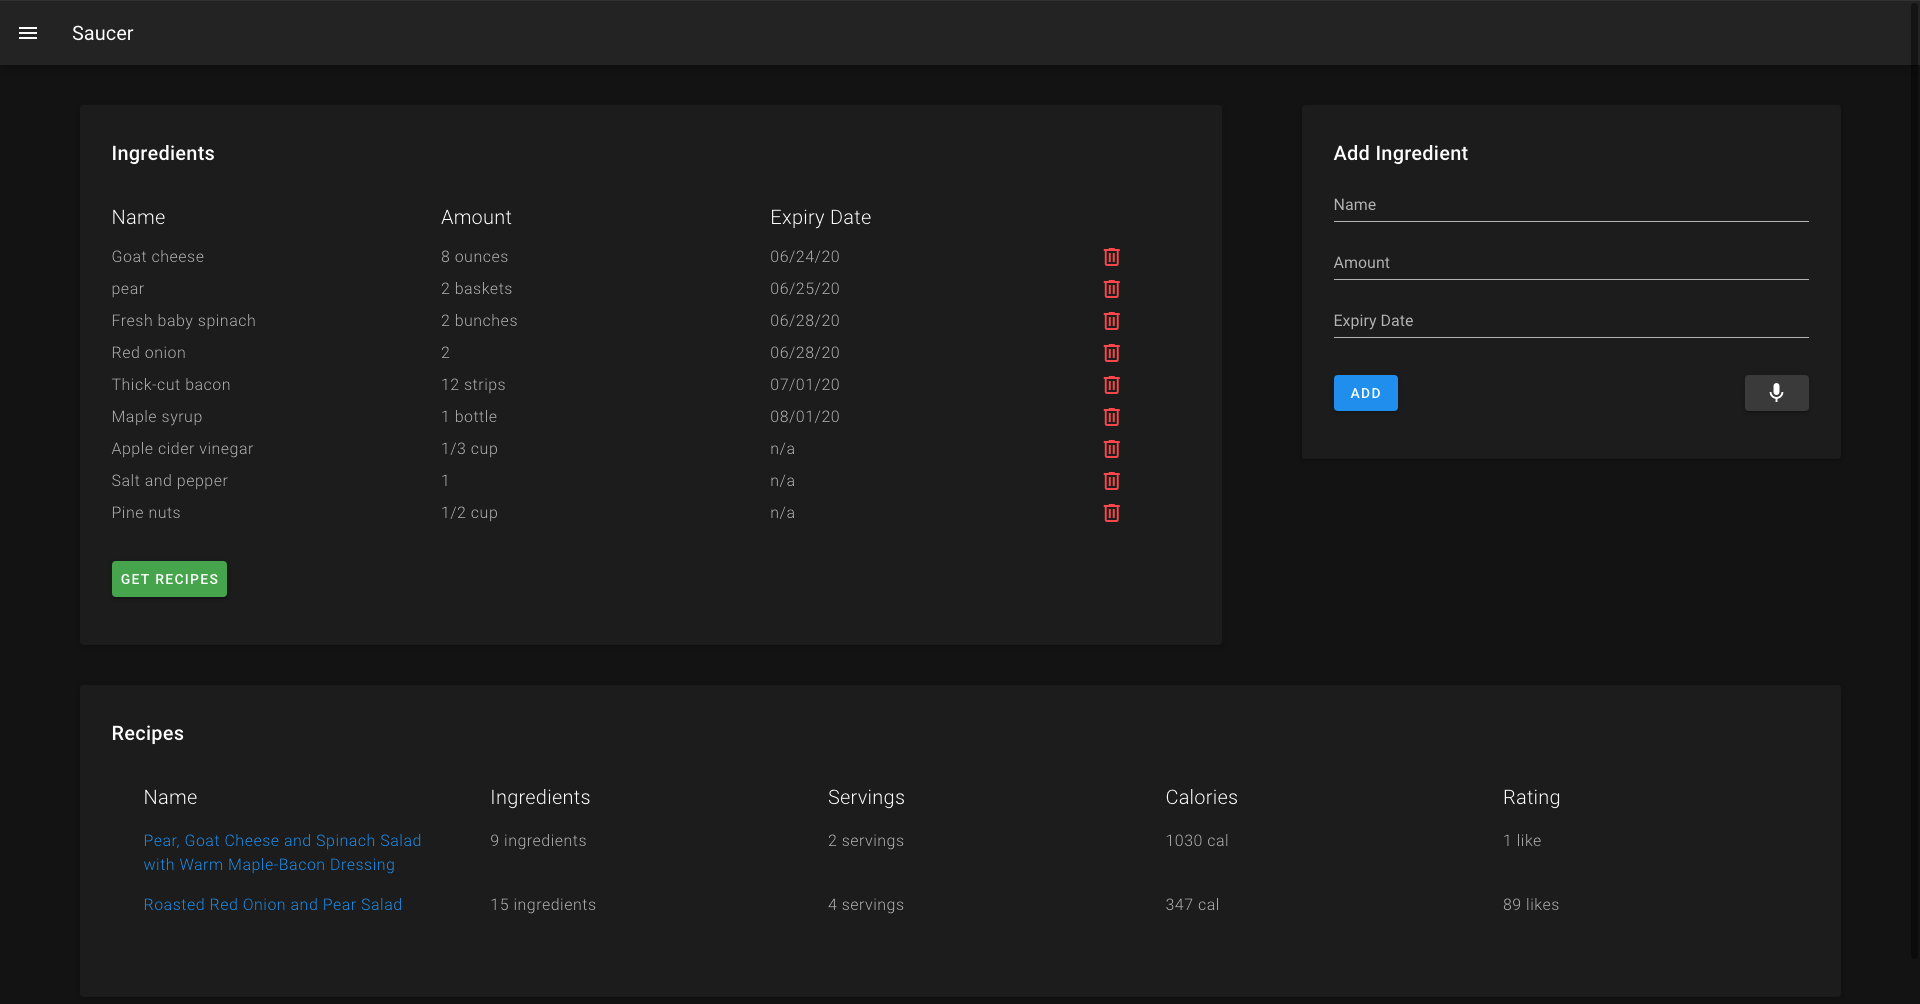 Saucer
Ingredients
Name Amount Expiry Date
Goat cheese 8 ounces 06/24/20
pear 2 baskets 06/25/20
Fresh baby spinach 2 bunches 06/28/20
Red onion 2 06/28/20
Thick-cut bacon 12 strips 07/01/20
Maple syrup 1 bottle 08/01/20
Apple cider vinegar 1/3 cup n/a
Salt and pepper 1 n/a
Pine nuts 1/2 cup n/a
GET RECIPES
Add Ingredient
Name
Amount
Expiry Date
ADD
Recipes
Name Ingredients Servings Calories Rating
Pear, Goat Cheese and Spinach Salad 9 ingredients 2 servings 1030 cal 1 like
with Warm Maple-Bacon Dressing
Roasted Red Onion and Pear Salad 15 ingredients 4 servings 347 cal 89 likes